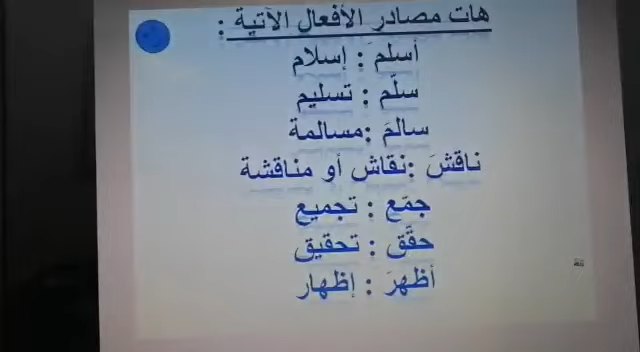 هات مصادر الأفعال الآتية :
أسلمَ : إسلام
سلّم : تسليم
سالمَ :مسالمة
ناقشَ :نقاش أو مناقشة
جمّع : تجميع
حقّق : تحقيق
أظهرَ : إظهار